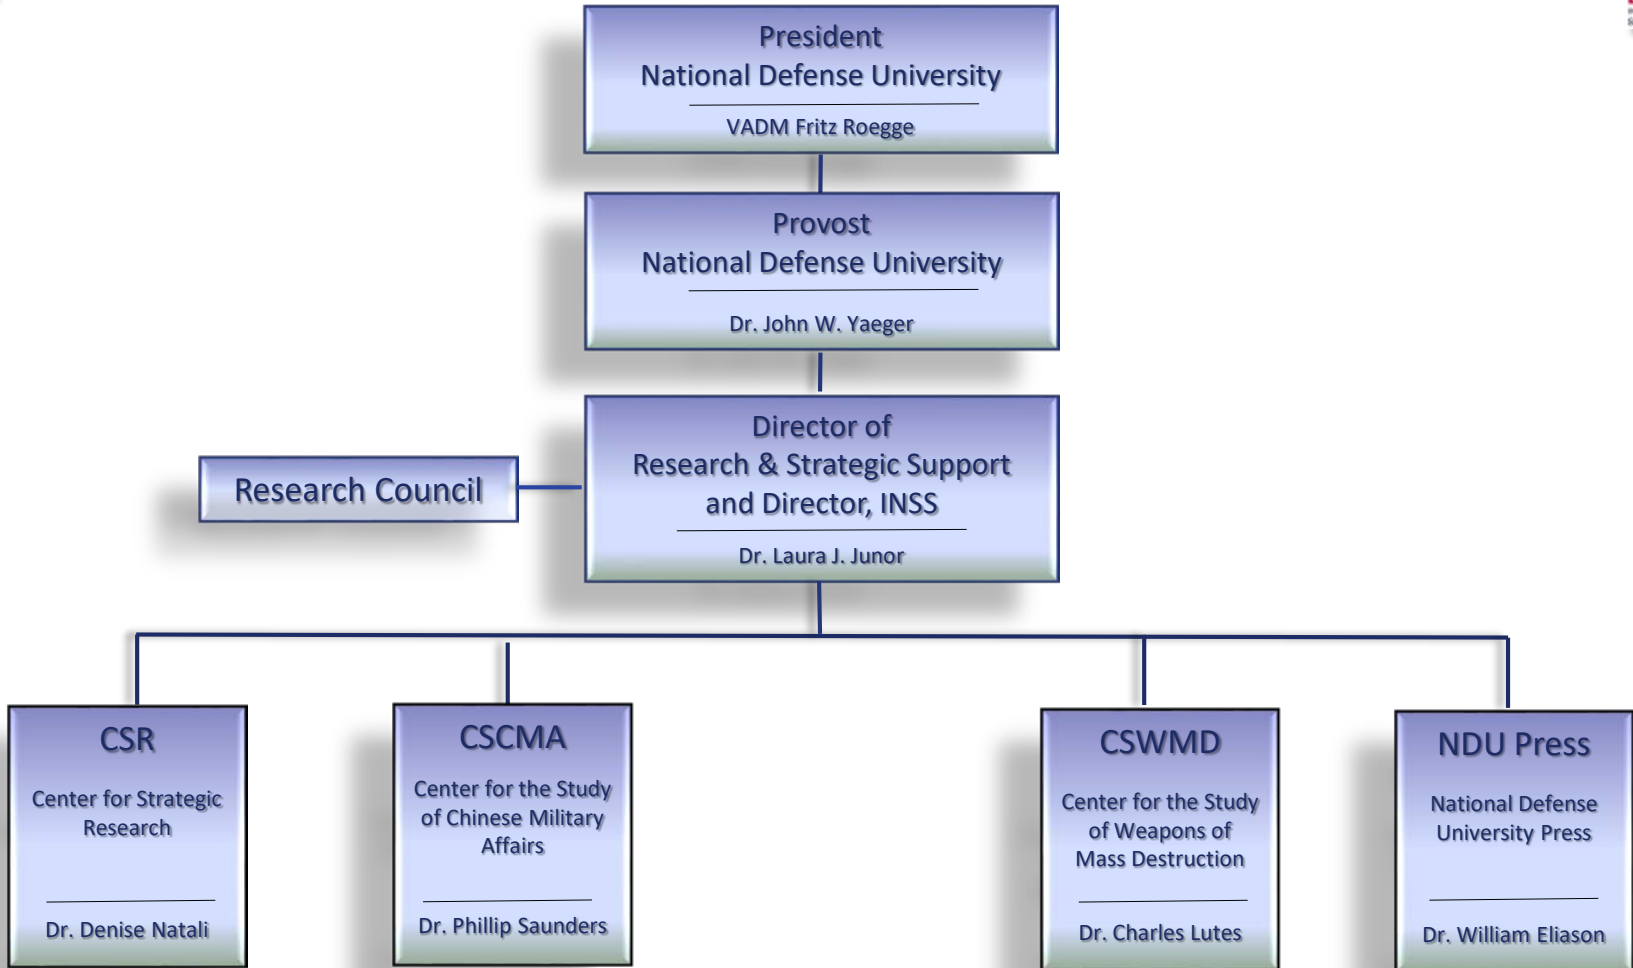 President
National Defense University
VADM Fritz Roegge
Provost
National Defense University
Dr. John W. Yaeger
Director of
Research & Strategic Support
and Director, INSS
Dr. Laura J. Junor
Research Council
CSR
Center for Strategic
Research
Dr. Denise Natali
CSCMA
Center for the Study
of Chinese Military
Affairs
Dr. Phillip Saunders
CSWMD
Center for the Study
of Weapons of
Mass Destruction
Dr. Charles Lutes
NDU Press
National Defense
University Press
Dr. William Eliason